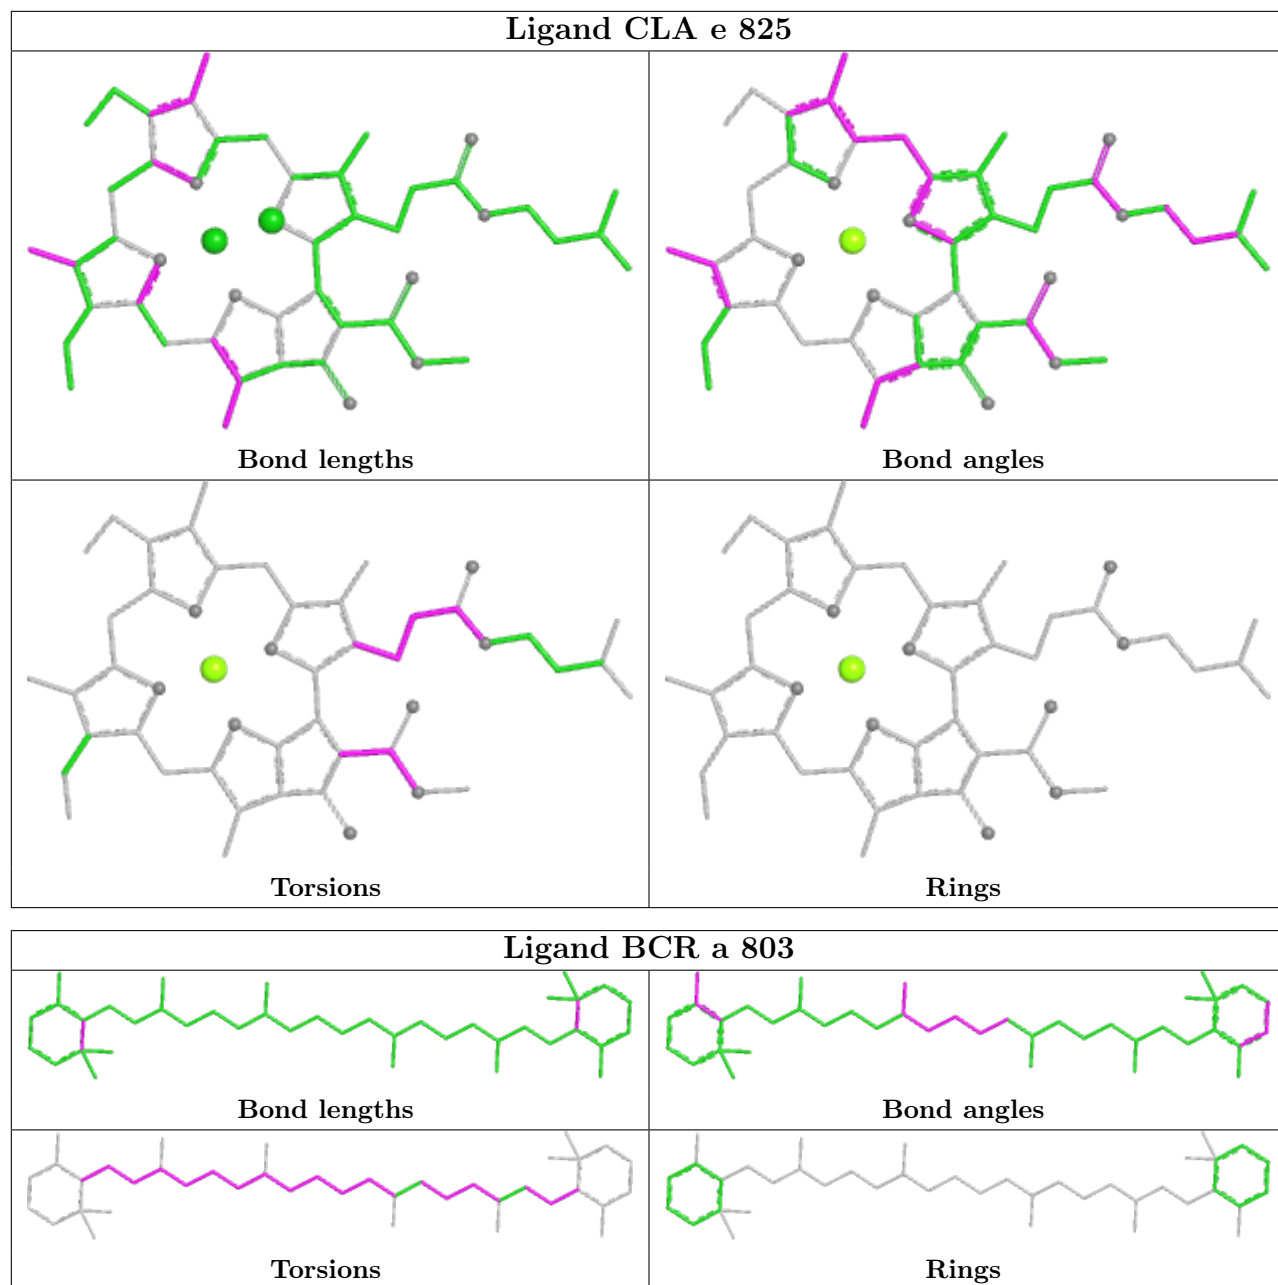 Ligand CLA e 825
Bond lengths
Bond angles
Torsions
Rings
Ligand BCR a 803
Bond lengths
Bond angles
Torsions
Rings